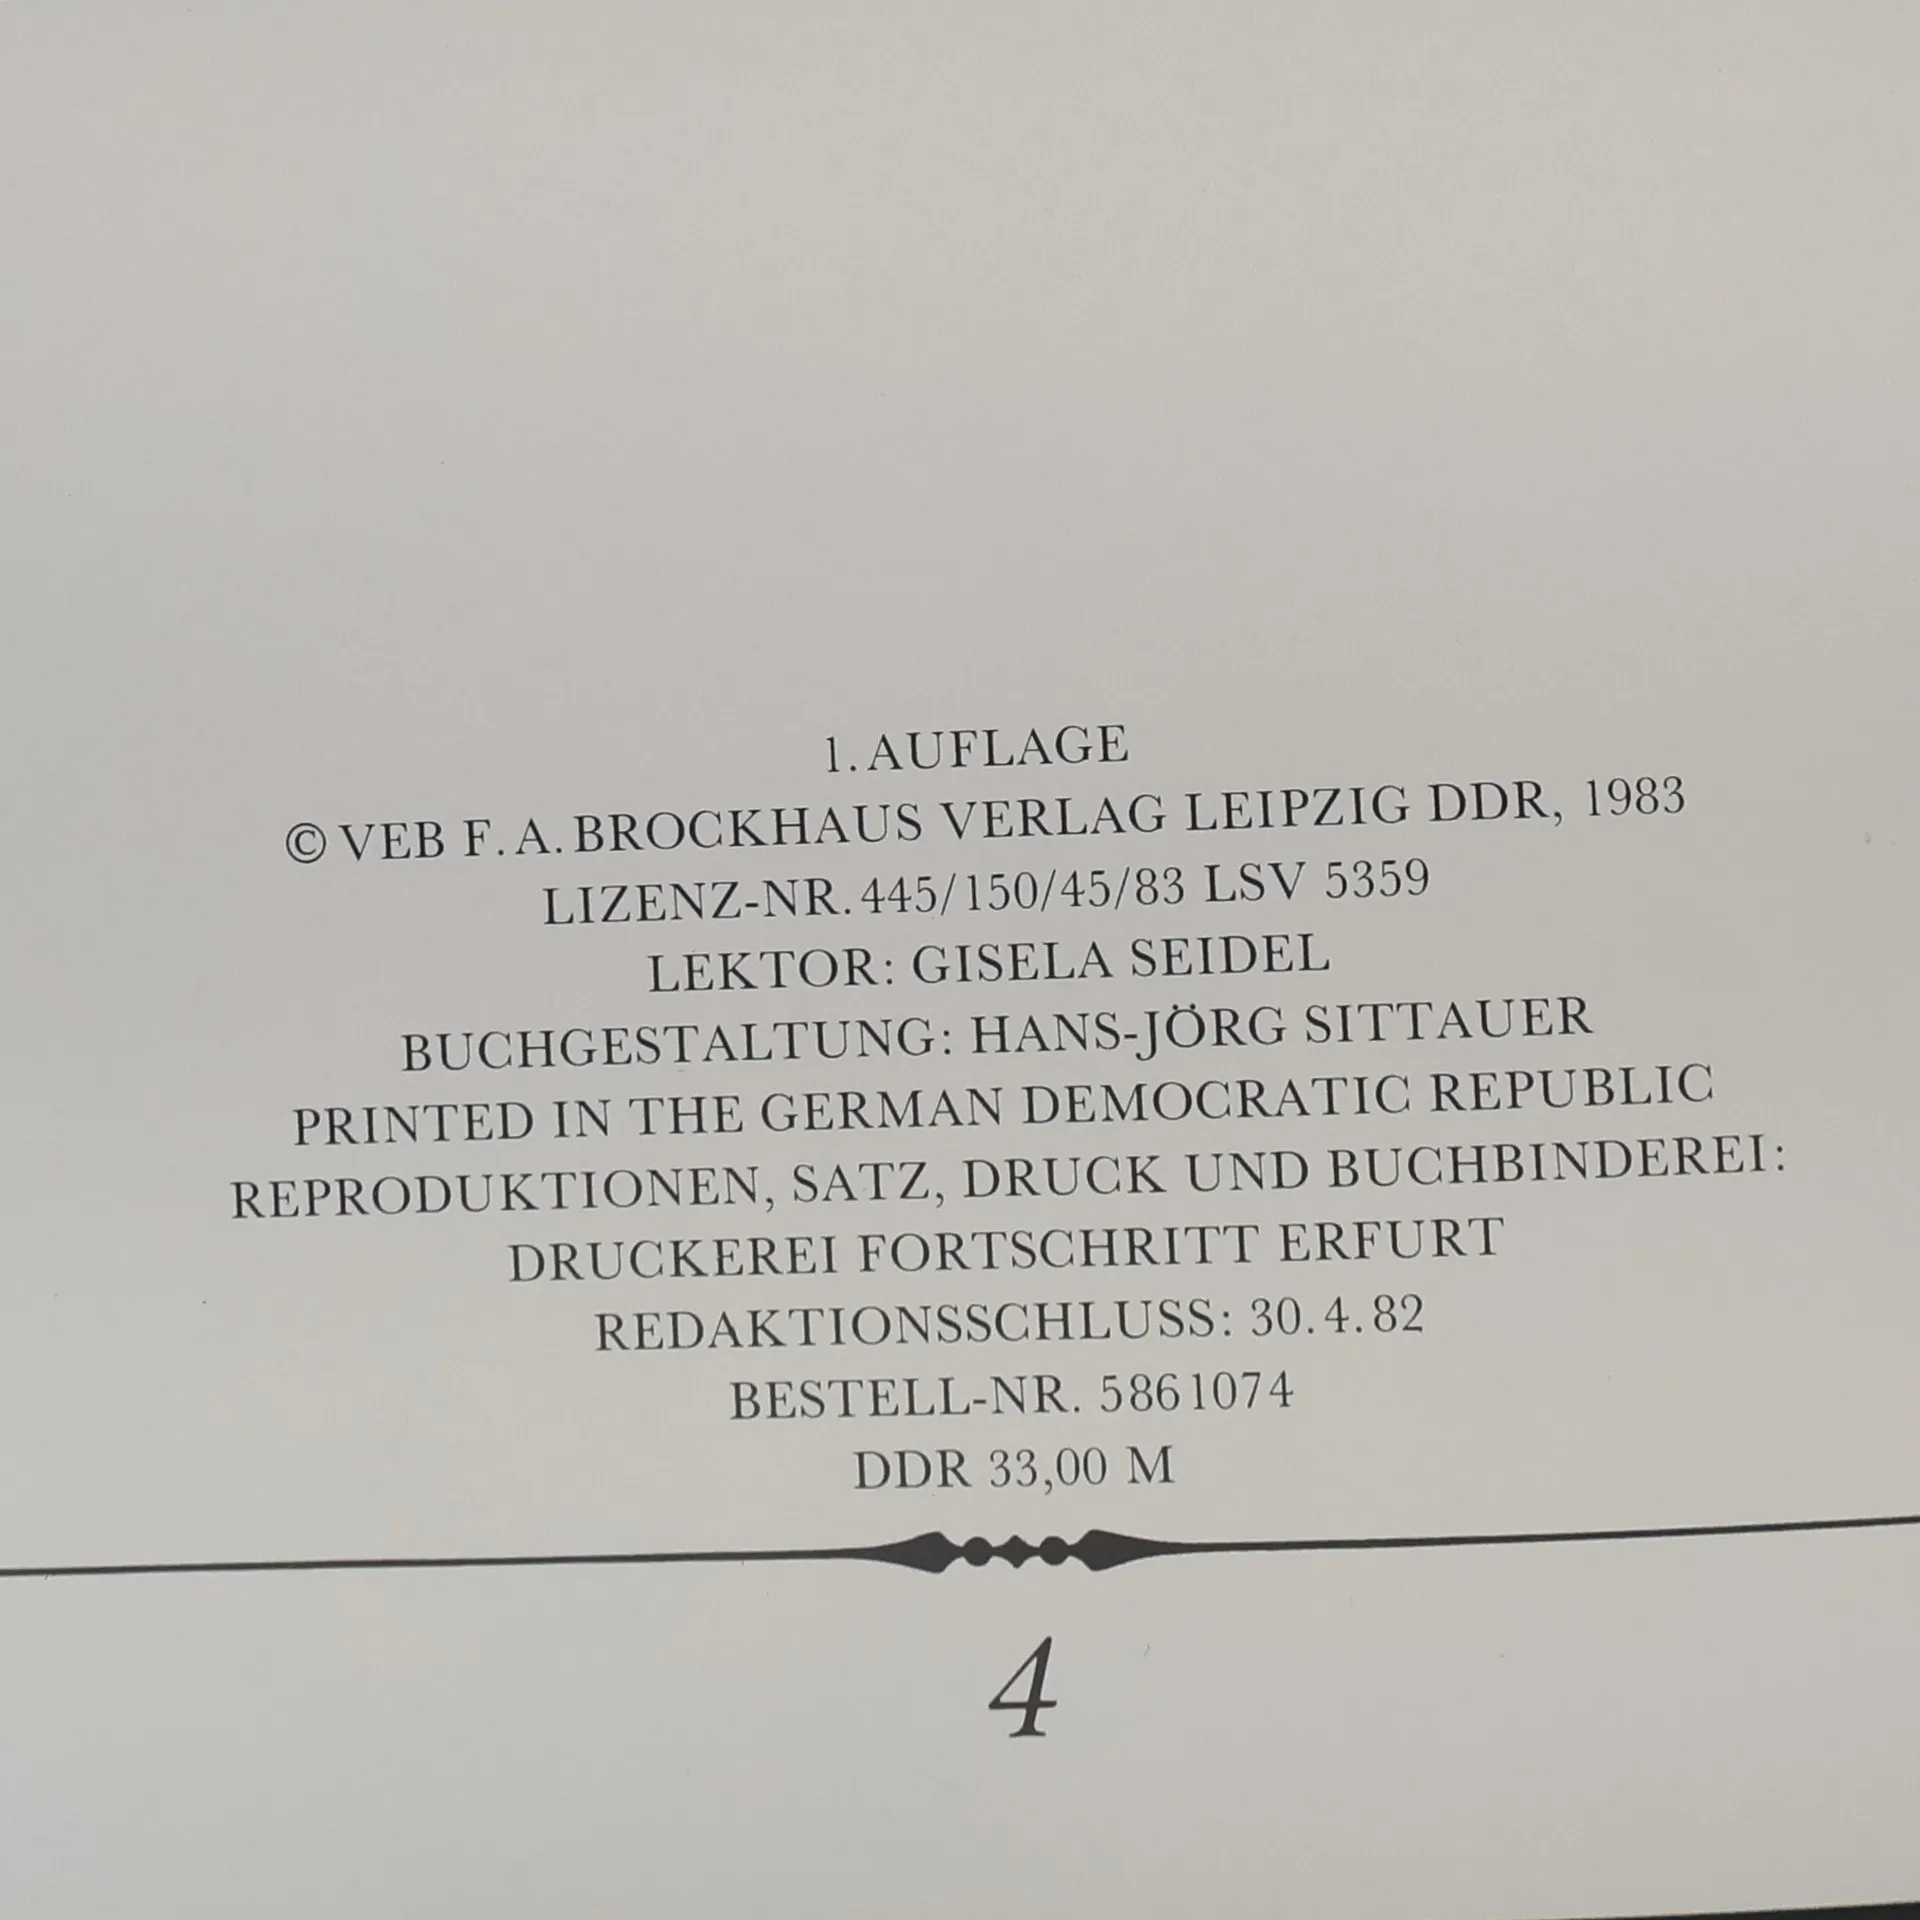 1. AUFLAGE
© VEB F. A. BROCKHAUS VERLAG LEIPZIG DDR, 1983
LIZENZ-NR. 445/150/45/83 LSV 5359
LEKTOR: GISELA SEIDEL
BUCHGESTALTUNG: HANS-JÖRG SITTAUER
PRINTED IN THE GERMAN DEMOCRATIC REPUBLIC
REPRODUKTIONEN, SATZ, DRUCK UND BUCHBINDEREI:
DRUCKEREI FORTSCHRITT ERFURT
REDAKTIONSSCHLUSS: 30. 4. 82
BESTELL-NR. 5861074
DDR 33,00 M
4